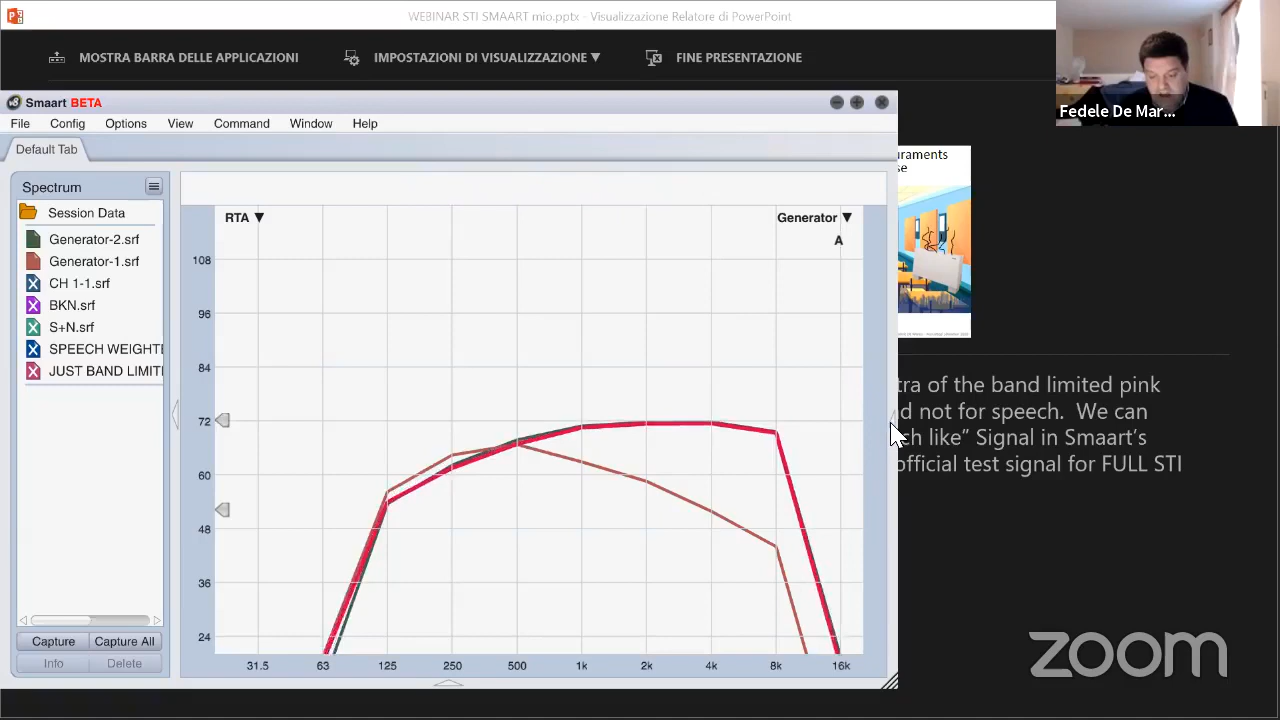 WEBINAR STI SMAART mio.pptx - Visualizzazione Relatore di PowerPoint
MOSTRA BARRA DELLE APPLICAZIONI
IMPOSTAZIONI DI VISUALIZZAZIONE ▼
FINE PRESENTAZIONE
Fedele De Mar...
Smaart BETA
File Config Options View Command Window Help
Default Tab
Spectrum
Session Data
Generator-2.srf
Generator-1.srf
CH 1-1.srf
BKN.srf
S+N.srf
SPEECH WEIGHTE
JUST BAND LIMIT
Capture Capture All
Info Delete
RTA ▼
Generator ▼
A
108
96
84
72
60
48
36
24
31.5 63 125 250 500 1k 2k 4k 8k 16k
uraments
se
tra of the band limited pink
d not for speech. We can
ch like” Signal in Smaart’s
official test signal for FULL STI
zoom